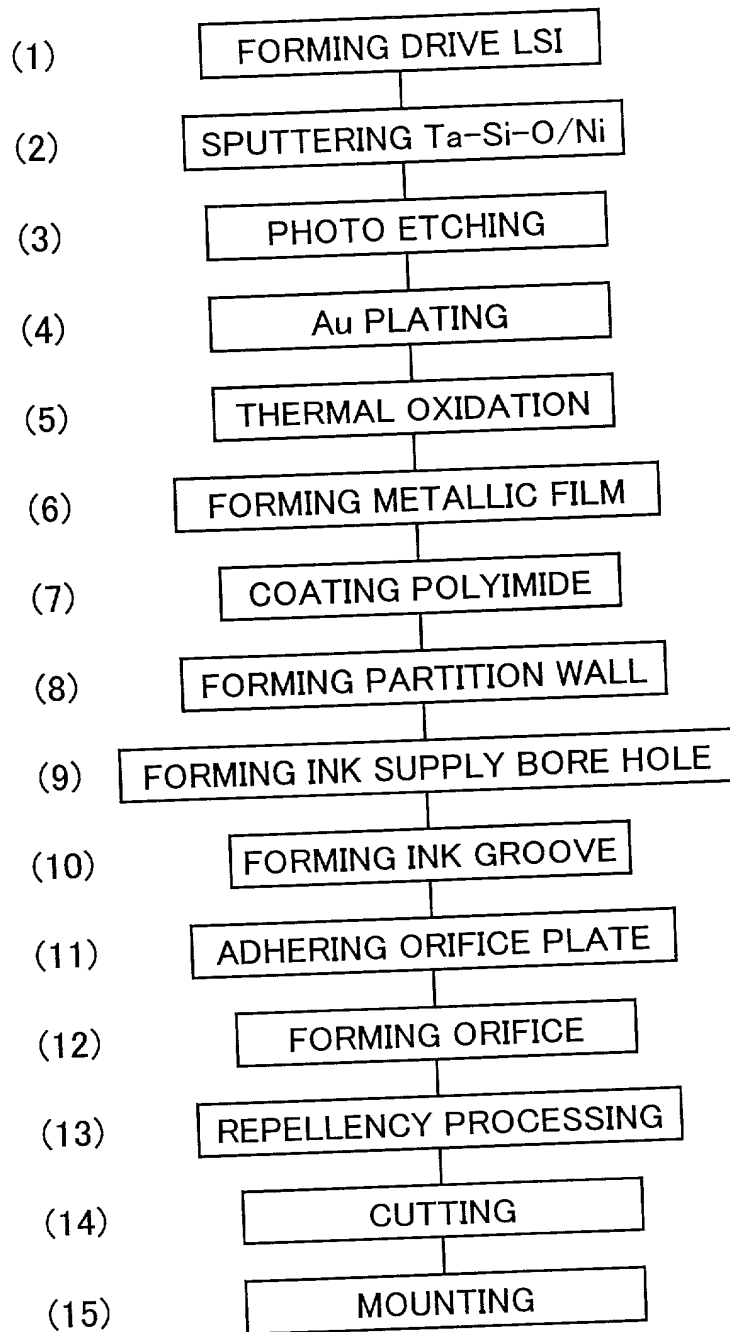 (1) FORMING DRIVE LSI
(2) SPUTTERING Ta-Si-O/Ni
(3) PHOTO ETCHING
(4) Au PLATING
(5) THERMAL OXIDATION
(6) FORMING METALLIC FILM
(7) COATING POLYIMIDE
(8) FORMING PARTITION WALL
(9) FORMING INK SUPPLY BORE HOLE
(10) FORMING INK GROOVE
(11) ADHERING ORIFICE PLATE
(12) FORMING ORIFICE
(13) REPELLENCY PROCESSING
(14) CUTTING
(15) MOUNTING